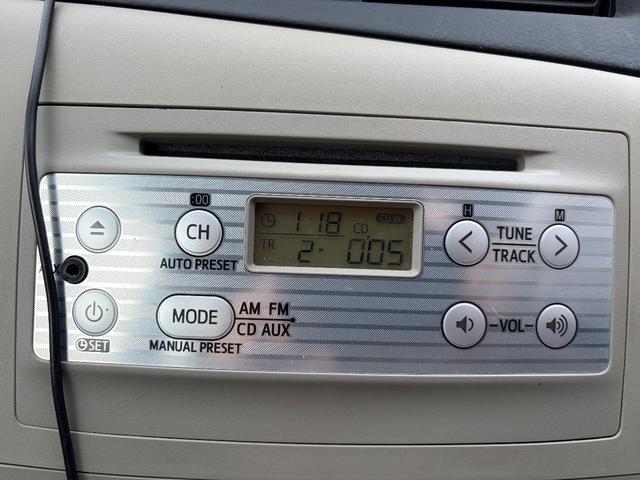 :00
H
M
1:18
CD
CD IN
CH
TUNE
TRACK
TR 2- 005
AUTO PRESET
AUX
MODE
AM FM
CD AUX
-VOL-
SET
MANUAL PRESET